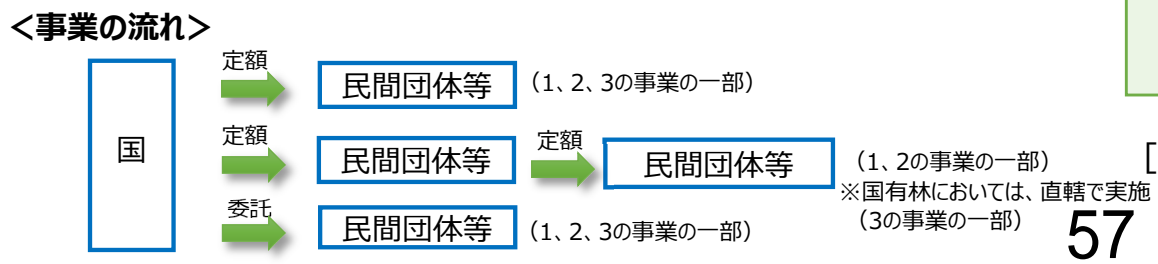 ＜事業の流れ＞
定額
民間団体等
（1、2、3の事業の一部）
国
定額
民間団体等
定額
民間団体等
（1、2の事業の一部）
[
※国有林においては、直轄で実施
（3の事業の一部）
委託
民間団体等
（1、2、3の事業の一部）
57